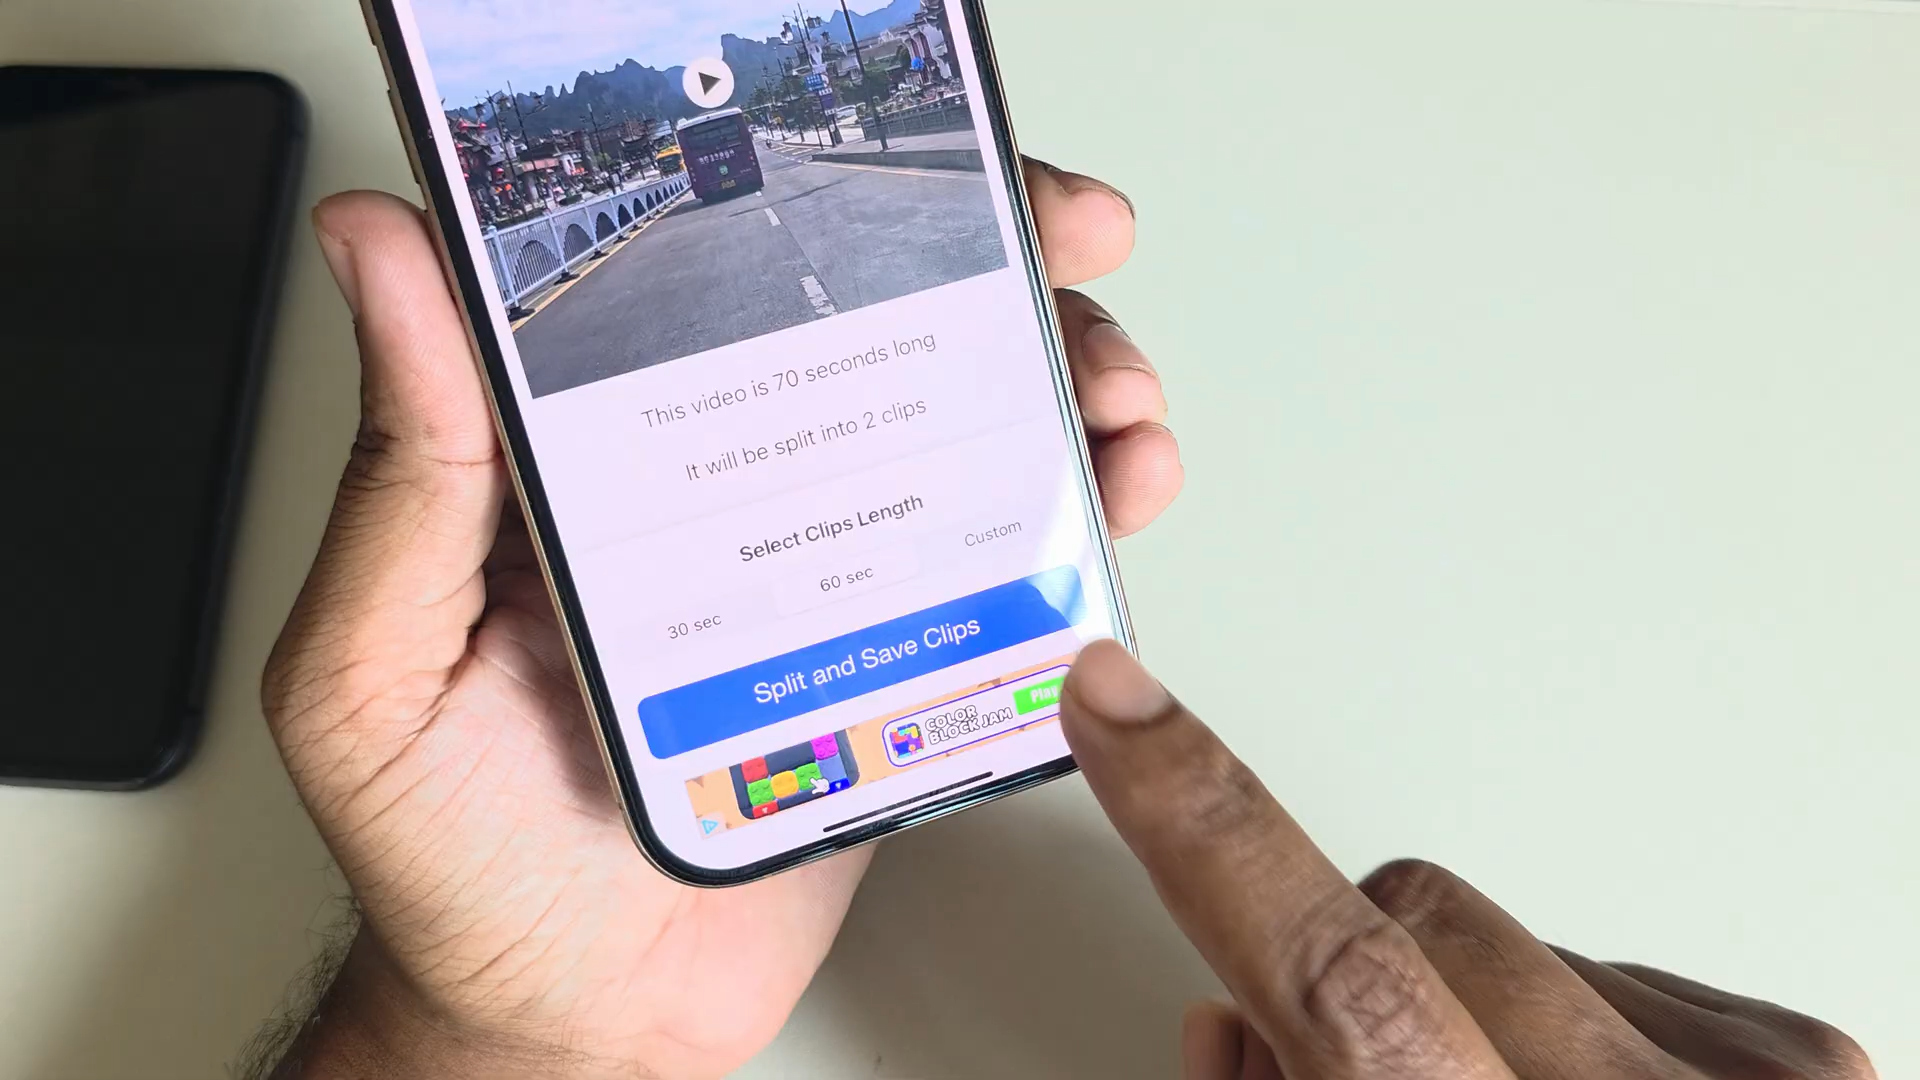 This video is 70 seconds long
It will be split into 2 clips
Select Clips Length
30 sec
60 sec
Custom
Split and Save Clips
COLOR
BLOCK JAM
Play